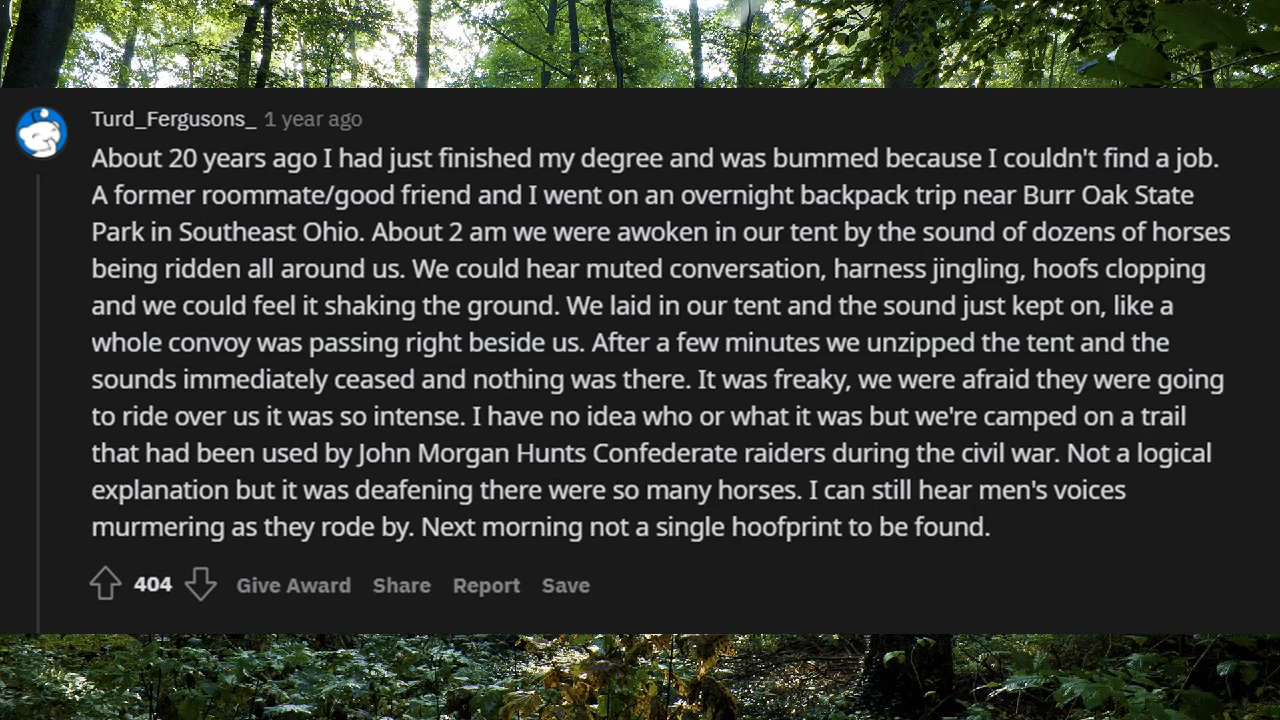 Turd_Fergusons_ 1 year ago
About 20 years ago I had just finished my degree and was bummed because I couldn't find a job.
A former roommate/good friend and I went on an overnight backpack trip near Burr Oak State
Park in Southeast Ohio. About 2 am we were awoken in our tent by the sound of dozens of horses
being ridden all around us. We could hear muted conversation, harness jingling, hoofs clopping
and we could feel it shaking the ground. We laid in our tent and the sound just kept on, like a
whole convoy was passing right beside us. After a few minutes we unzipped the tent and the
sounds immediately ceased and nothing was there. It was freaky, we were afraid they were going
to ride over us it was so intense. I have no idea who or what it was but we're camped on a trail
that had been used by John Morgan Hunts Confederate raiders during the civil war. Not a logical
explanation but it was deafening there were so many horses. I can still hear men's voices
murmering as they rode by. Next morning not a single hoofprint to be found.
404 Give Award Share Report Save